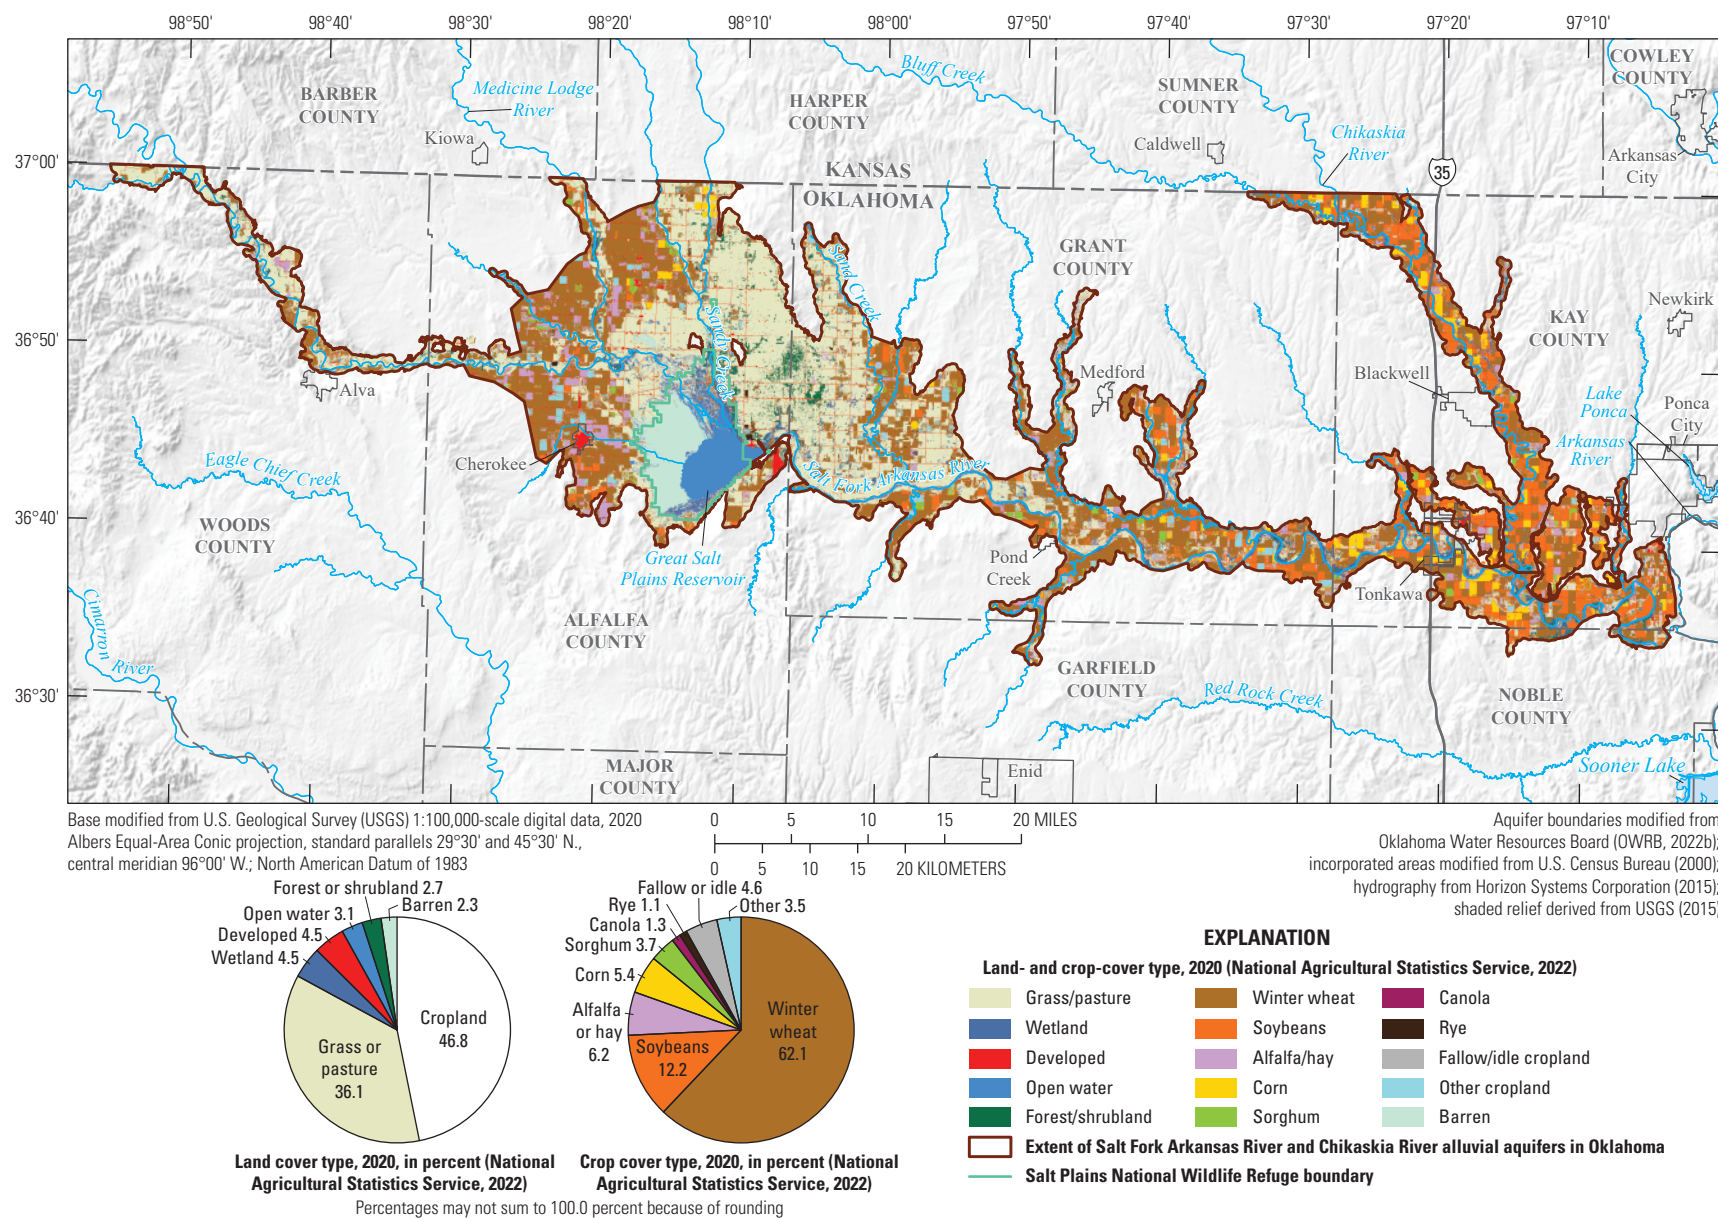 98°50'
98°40'
98°30'
98°20'
98°10'
98°00'
97°50'
97°40'
97°30'
97°20'
97°10'
37°00'
36°50'
36°40'
36°30'
BARBER
COUNTY
Medicine Lodge
River
Kiowa
HARPER
COUNTY
Bluff Creek
SUMNER
COUNTY
Caldwell
Chikaskia
River
COWLEY
COUNTY
Arkansas
City
35
KANSAS
OKLAHOMA
GRANT
COUNTY
Sand Creek
Sandy Creek
KAY
COUNTY
Newkirk
Alva
Medford
Blackwell
Lake
Ponca
Ponca
City
Arkansas
River
Cherokee
Salt Fork Arkansas River
Eagle Chief Creek
WOODS
COUNTY
Great Salt
Plains Reservoir
Pond
Creek
Tonkawa
Cimarron
River
ALFALFA
COUNTY
GARFIELD
COUNTY
Red Rock Creek
NOBLE
COUNTY
MAJOR
COUNTY
Enid
Sooner Lake
Base modified from U.S. Geological Survey (USGS) 1:100,000-scale digital data, 2020
Albers Equal-Area Conic projection, standard parallels 29°30' and 45°30' N.,
central meridian 96°00' W.; North American Datum of 1983
0 5 10 15 20 MILES
0 5 10 15 20 KILOMETERS
Aquifer boundaries modified from
Oklahoma Water Resources Board (OWRB, 2022b);
incorporated areas modified from U.S. Census Bureau (2000);
hydrography from Horizon Systems Corporation (2015);
shaded relief derived from USGS (2015)
Forest or shrubland 2.7
Barren 2.3
Open water 3.1
Developed 4.5
Wetland 4.5
Cropland
46.8
Grass or
pasture
36.1
Land cover type, 2020, in percent (National
Agricultural Statistics Service, 2022)
Fallow or idle 4.6
Other 3.5
Rye 1.1
Canola 1.3
Sorghum 3.7
Corn 5.4
Alfalfa
or hay
6.2
Soybeans
12.2
Winter
wheat
62.1
Crop cover type, 2020, in percent (National
Agricultural Statistics Service, 2022)
Percentages may not sum to 100.0 percent because of rounding
EXPLANATION
Land- and crop-cover type, 2020 (National Agricultural Statistics Service, 2022)
Grass/pasture
Wetland
Developed
Open water
Forest/shrubland
Winter wheat
Soybeans
Alfalfa/hay
Corn
Sorghum
Canola
Rye
Fallow/idle cropland
Other cropland
Barren
Extent of Salt Fork Arkansas River and Chikaskia River alluvial aquifers in Oklahoma
Salt Plains National Wildlife Refuge boundary